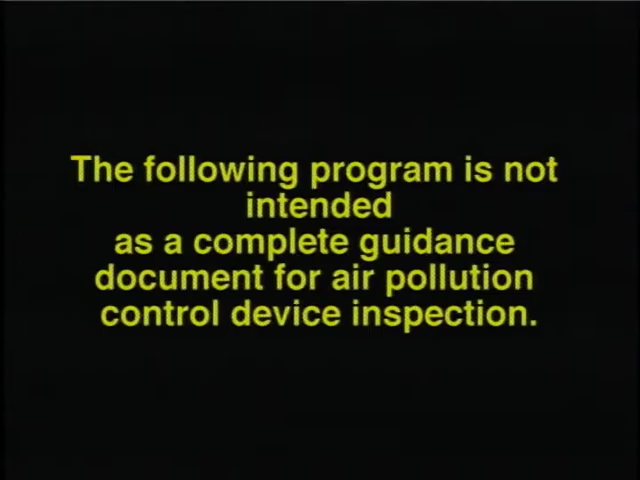 The following program is not
intended
as a complete guidance
document for air pollution
control device inspection.